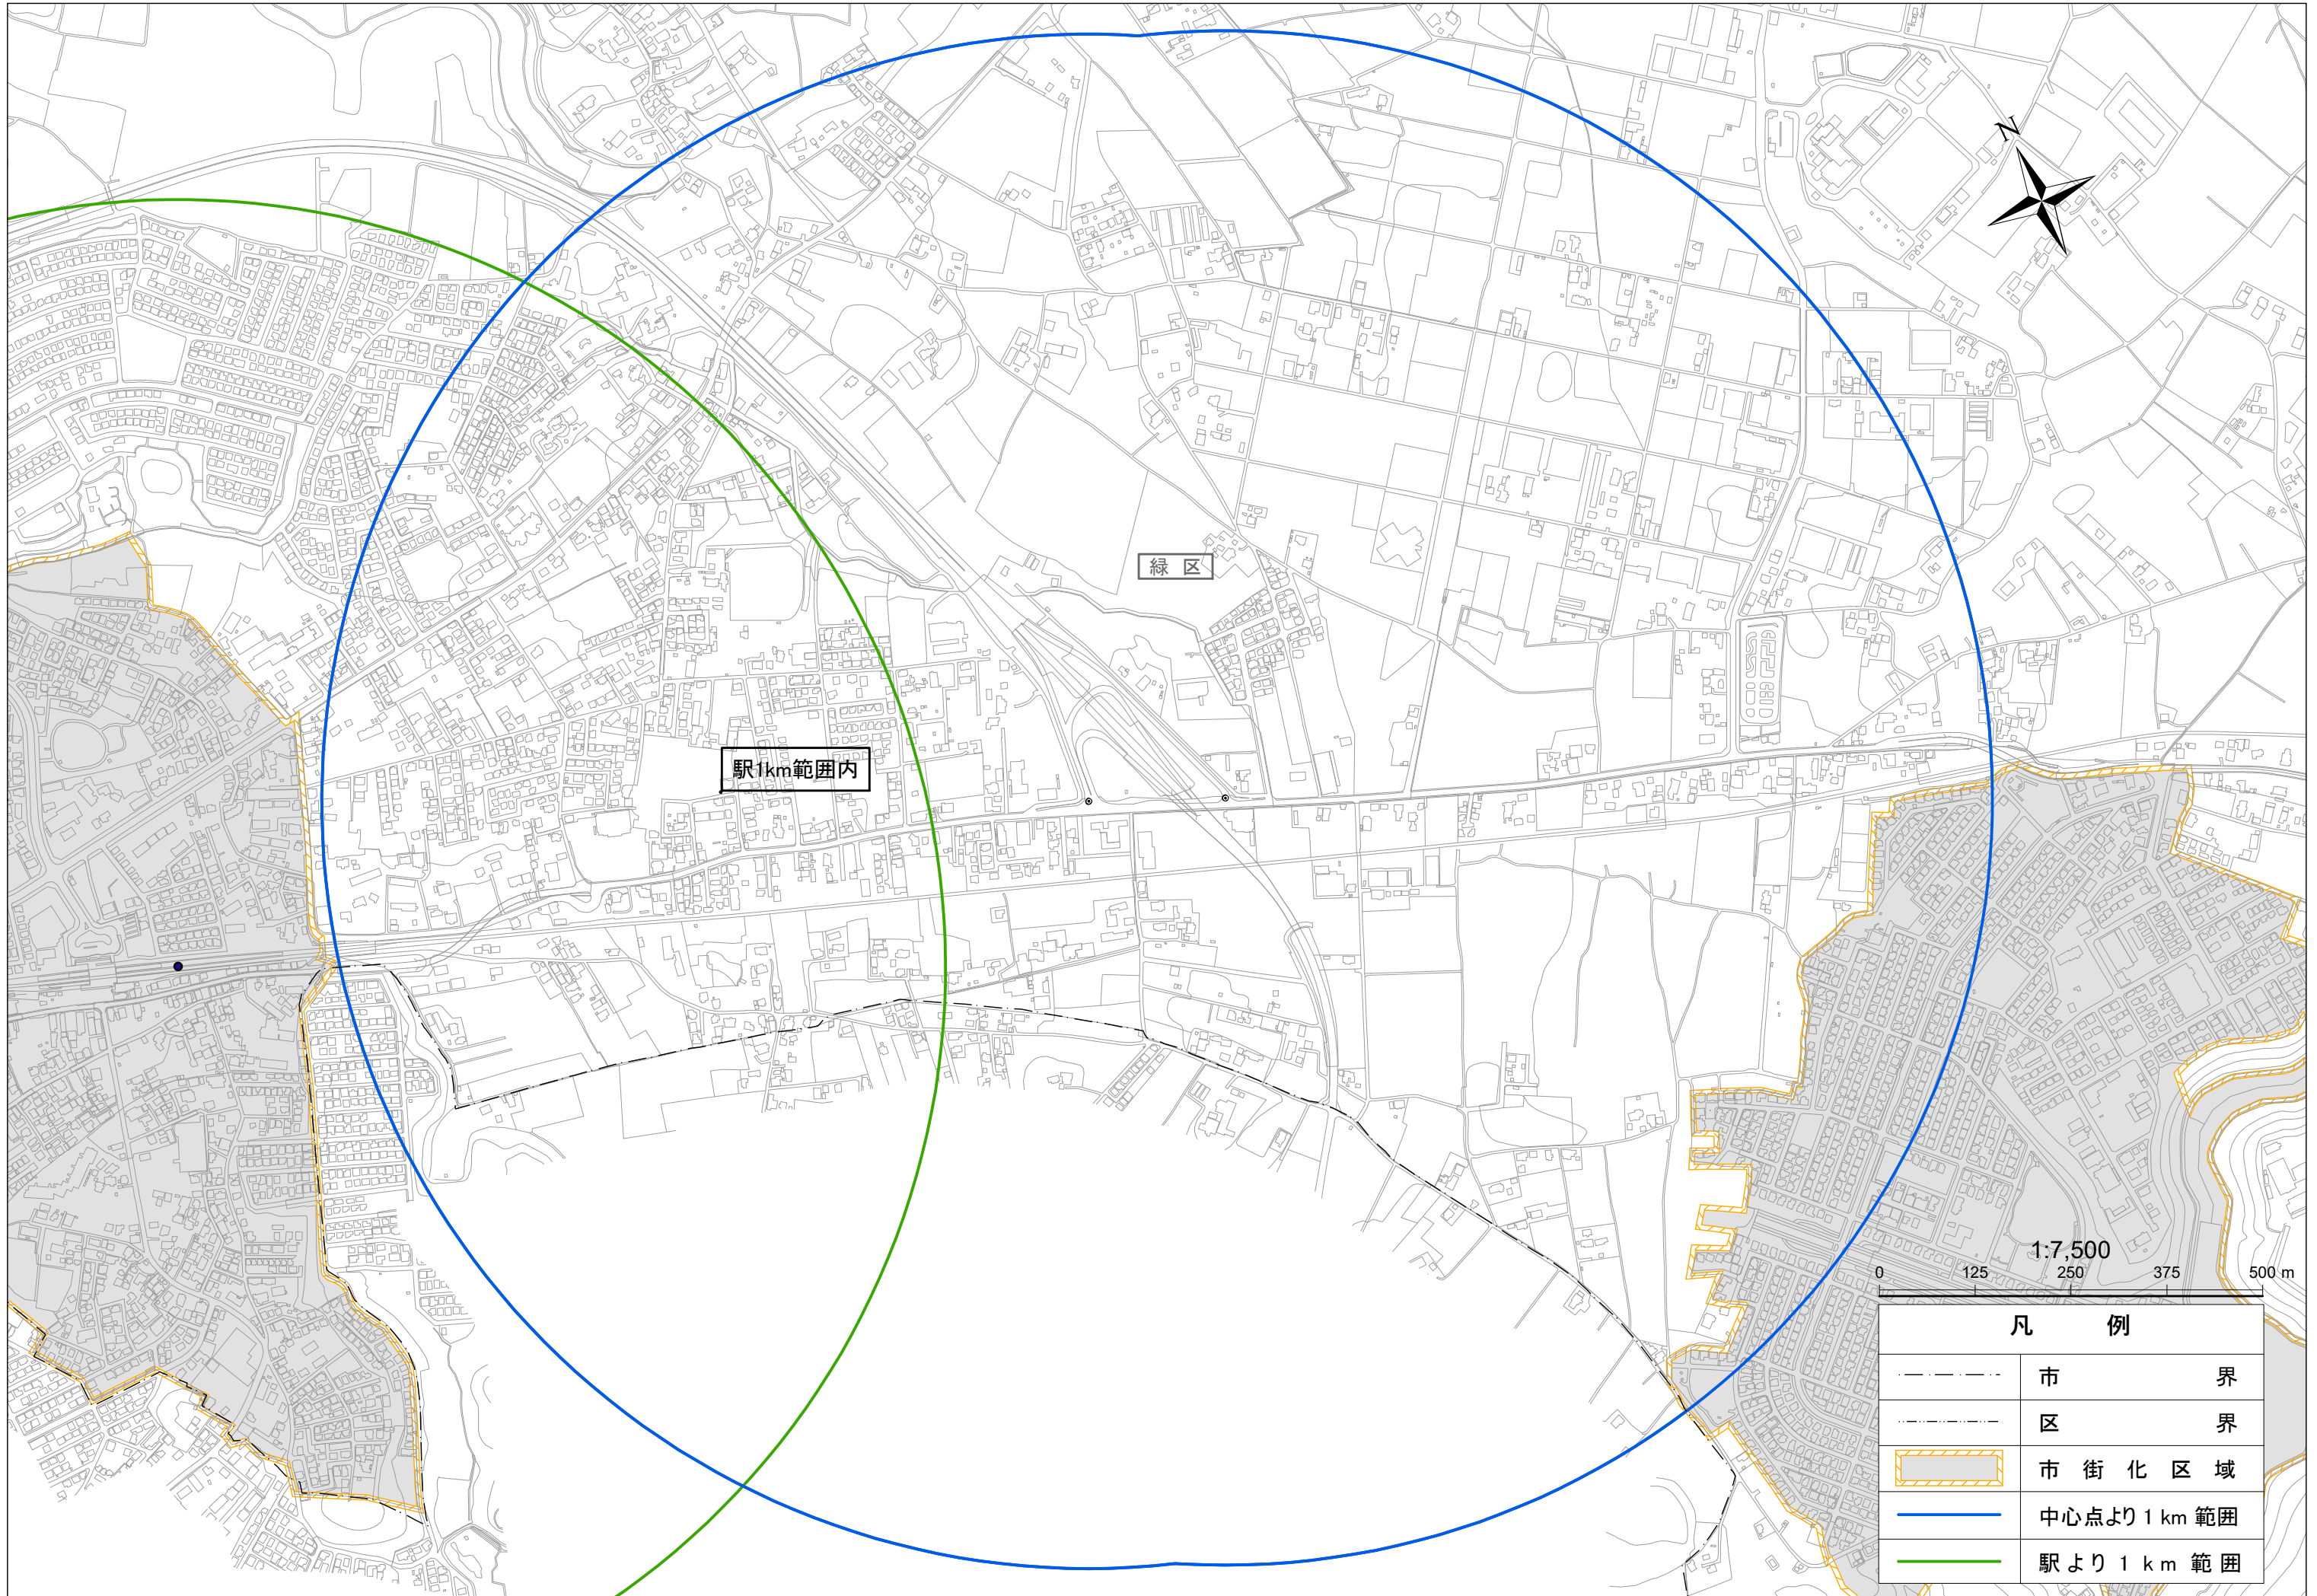 N
緑 区
駅1km範囲内
1:7,500
0 125 250 375 500 m
凡 例
市 界
区 界
市 街 化 区 域
中心点より 1 km 範囲
駅 よ り 1 k m 範 囲